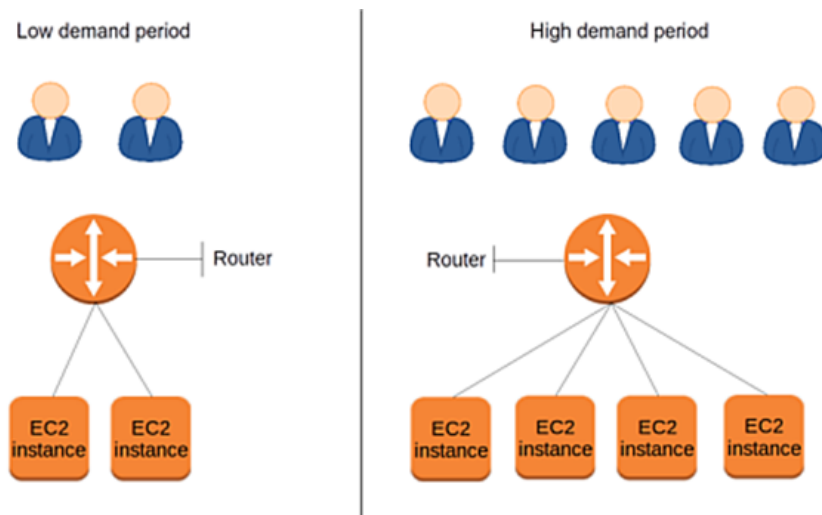 Low demand period
High demand period
Router
Router
EC2
instance
EC2
instance
EC2
instance
EC2
instance
EC2
instance
EC2
instance